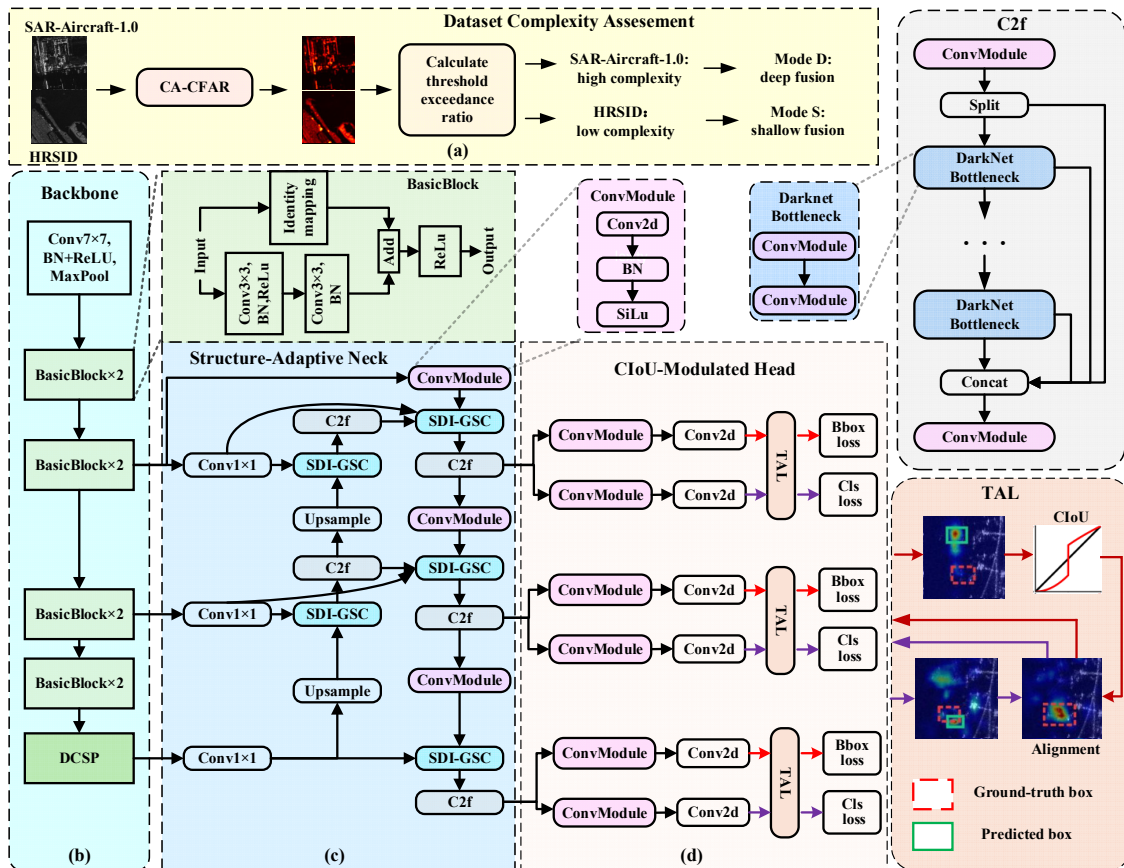 SAR-Aircraft-1.0
Dataset Complexity Assesement
CA-CFAR
Calculate
threshold
exceedance
ratio
SAR-Aircraft-1.0:
high complexity
Mode D:
deep fusion
HRSID:
low complexity
Mode S:
shallow fusion
HRSID
(a)
C2f
ConvModule
Split
DarkNet
Bottleneck
. . .
DarkNet
Bottleneck
Concat
ConvModule
Backbone
Conv7×7,
BN+ReLU,
MaxPool
BasicBlock×2
BasicBlock×2
BasicBlock×2
BasicBlock×2
DCSP
(b)
BasicBlock
Input
Identity
mapping
Conv3×3,
BN,ReLu
Conv3×3,
BN
Add
ReLu
Output
ConvModule
Conv2d
BN
SiLu
Darknet
Bottleneck
ConvModule
ConvModule
Structure-Adaptive Neck
ConvModule
C2f
SDI-GSC
Conv1×1
SDI-GSC
C2f
Upsample
ConvModule
C2f
SDI-GSC
Conv1×1
SDI-GSC
C2f
Upsample
ConvModule
Conv1×1
SDI-GSC
C2f
(c)
CIoU-Modulated Head
ConvModule
Conv2d
TAL
Bbox
loss
ConvModule
Conv2d
Cls
loss
ConvModule
Conv2d
TAL
Bbox
loss
ConvModule
Conv2d
Cls
loss
ConvModule
Conv2d
TAL
Bbox
loss
ConvModule
Conv2d
Cls
loss
(d)
TAL
CIoU
Alignment
Ground-truth box
Predicted box